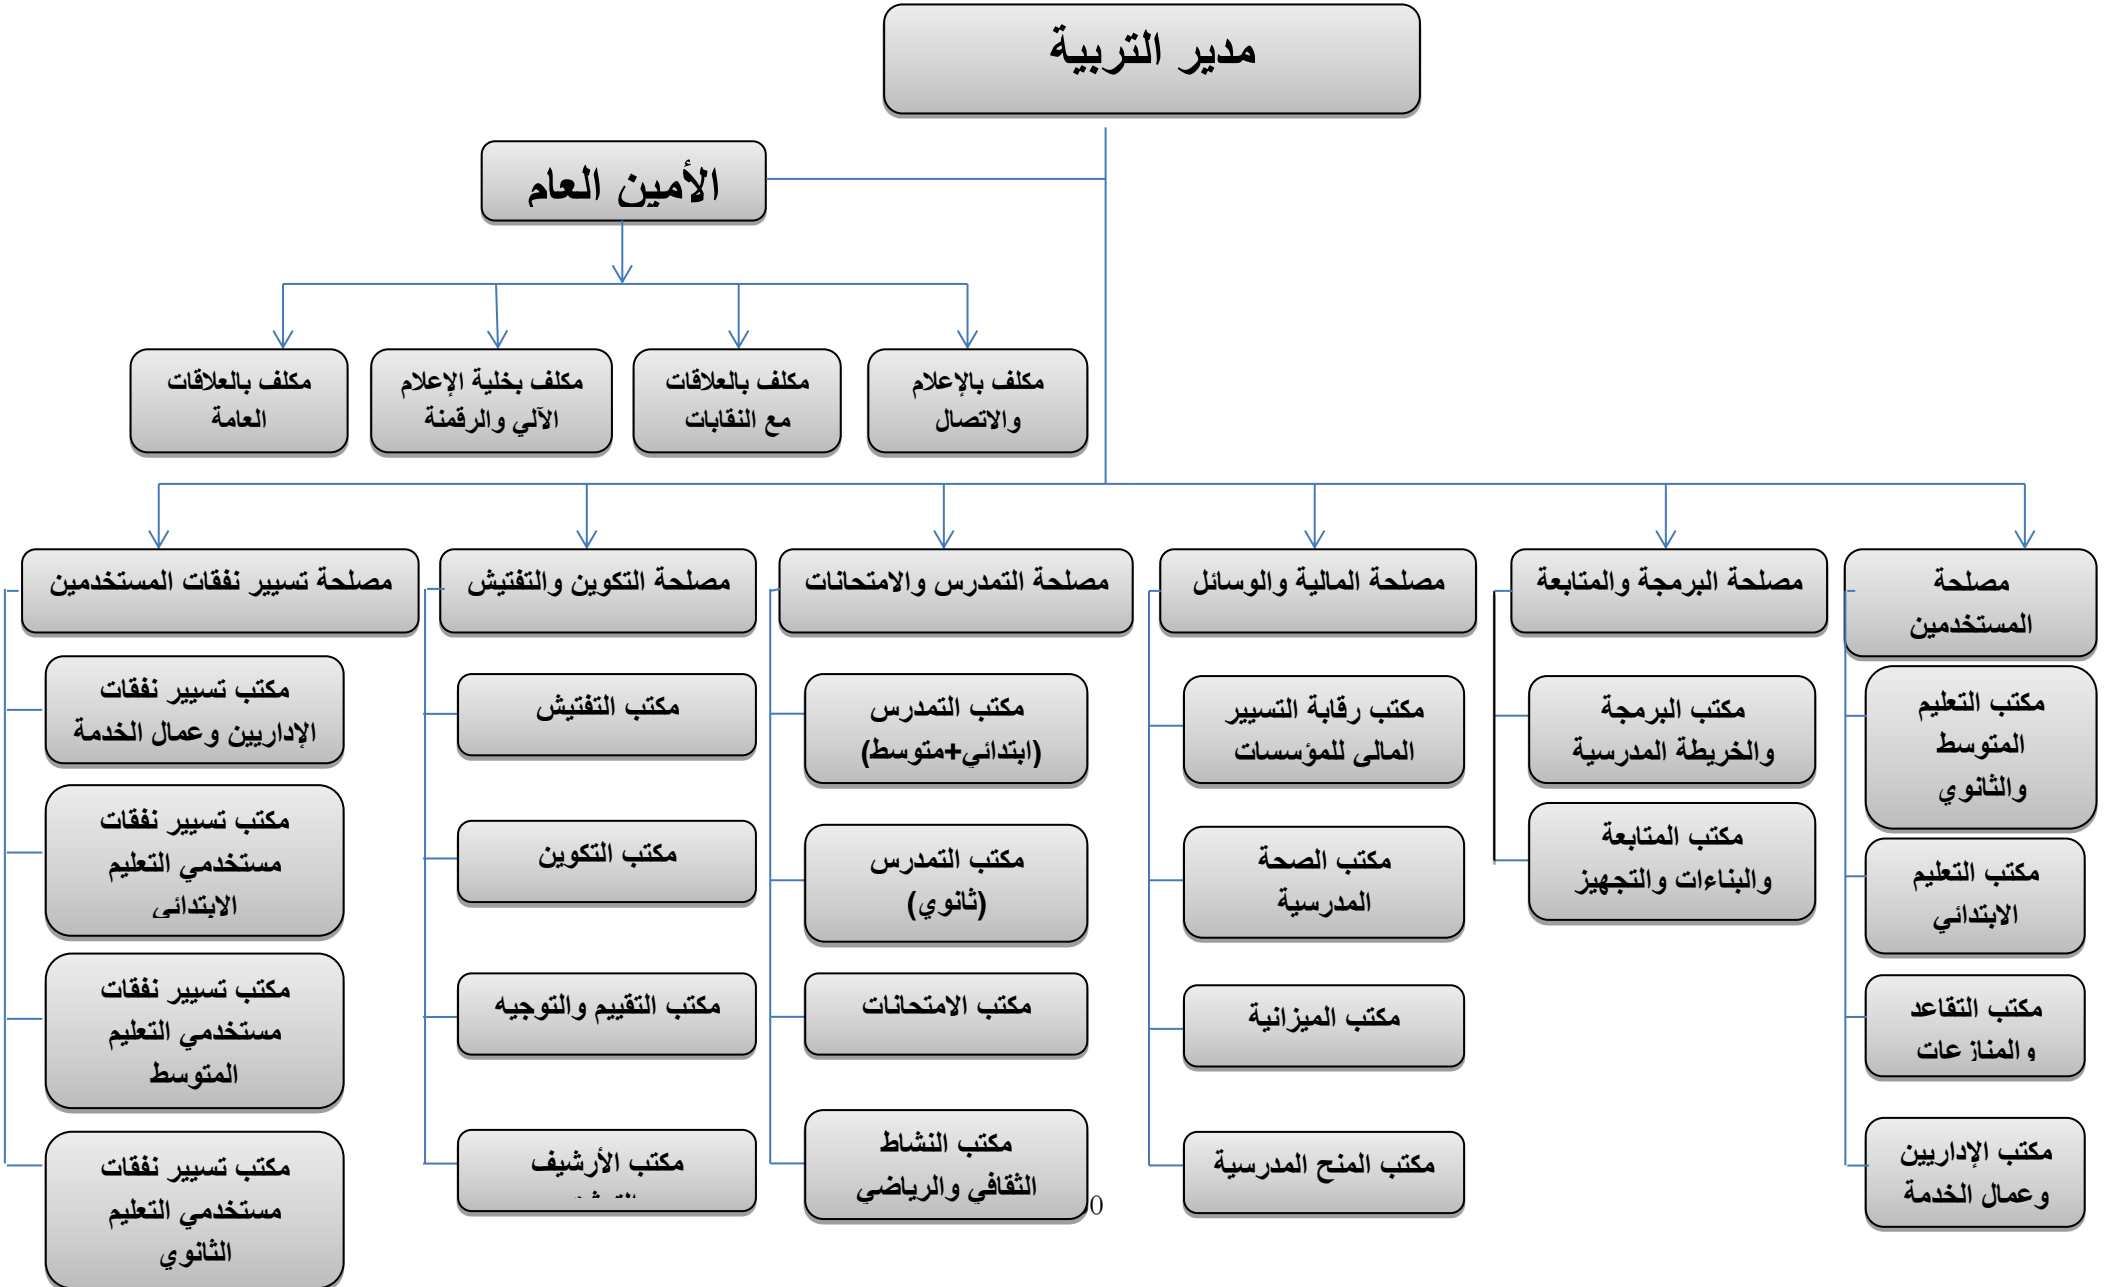 مدير التربية
الأمين العام
مكلف بالإعلام
والاتصال
مكلف بالعلاقات
مع النقابات
مكلف بخلية الإعلام
الآلي والرقمنة
مكلف بالعلاقات
العامة
مصلحة
المستخدمين
مكتب التعليم
المتوسط
والثانوي
مكتب التعليم
الابتدائي
مكتب التقاعد
والمنازعات
مكتب الإداريين
وعمال الخدمة
مصلحة البرمجة والمتابعة
مكتب البرمجة
والخريطة المدرسية
مكتب المتابعة
والبناءات والتجهيز
مصلحة المالية والوسائل
مكتب رقابة التسيير
المالي للمؤسسات
مكتب الصحة
المدرسية
مكتب الميزانية
مكتب المنح المدرسية
مصلحة التمدرس والامتحانات
مكتب التمدرس
(ابتدائي+متوسط)
مكتب التمدرس
(ثانوي)
مكتب الامتحانات
مكتب النشاط
الثقافي والرياضي
مصلحة التكوين والتفتيش
مكتب التفتيش
مكتب التكوين
مكتب التقييم والتوجيه
مكتب الأرشيف
مصلحة تسيير نفقات المستخدمين
مكتب تسيير نفقات
الإداريين وعمال الخدمة
مكتب تسيير نفقات
مستخدمي التعليم
الابتدائي
مكتب تسيير نفقات
مستخدمي التعليم
المتوسط
مكتب تسيير نفقات
مستخدمي التعليم
الثانوي
0